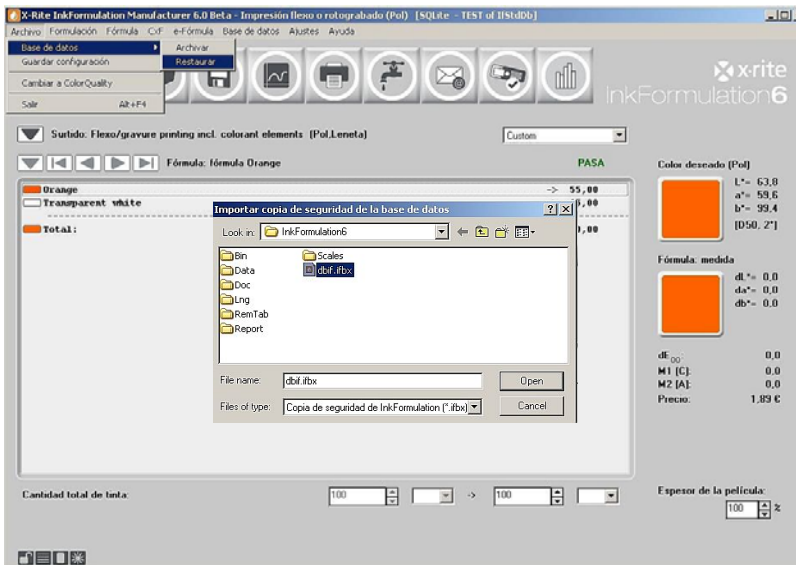 X-Rite InkFormulation Manufacturer 6.0 Beta - Impresión flexo o rotograbado (Pol) [SQLite - TEST of IfStdDb]
Archivo Formulación Fórmula CxF e-Fórmula Base de datos Ajustes Ayuda
Base de datos
Archivar
Guardar configuración
Restaurar
Cambiar a ColorQuality
Salir Alt+F4
x-rite
InkFormulation6
Surtido: Flexo/gravure printing incl. colorant elements (Pol,Leneta)
Custom
Fórmula: fórmula Orange
PASA
Color deseado (Pol)
Orange -> 55,00
Transparent white
Total:
L*= 63,8
a*= 59,6
b*= 99,4
[D50, 2°]
Importar copia de seguridad de la base de datos
Look in: InkFormulation6
Bin
Scales
Data
dbif.ifbx
Doc
Lng
RemTab
Report
File name: dbif.ifbx
Open
Files of type: Copia de seguridad de InkFormulation (*.ifbx)
Cancel
Fórmula: medida
dL*= 0,0
da*= 0,0
db*= 0,0
dE00: 0,0
M1 [C]: 0,0
M2 [A]: 0,0
Precio: 1,89 €
Cantidad total de tinta:
100 -> 100
Espesor de la película:
100 %